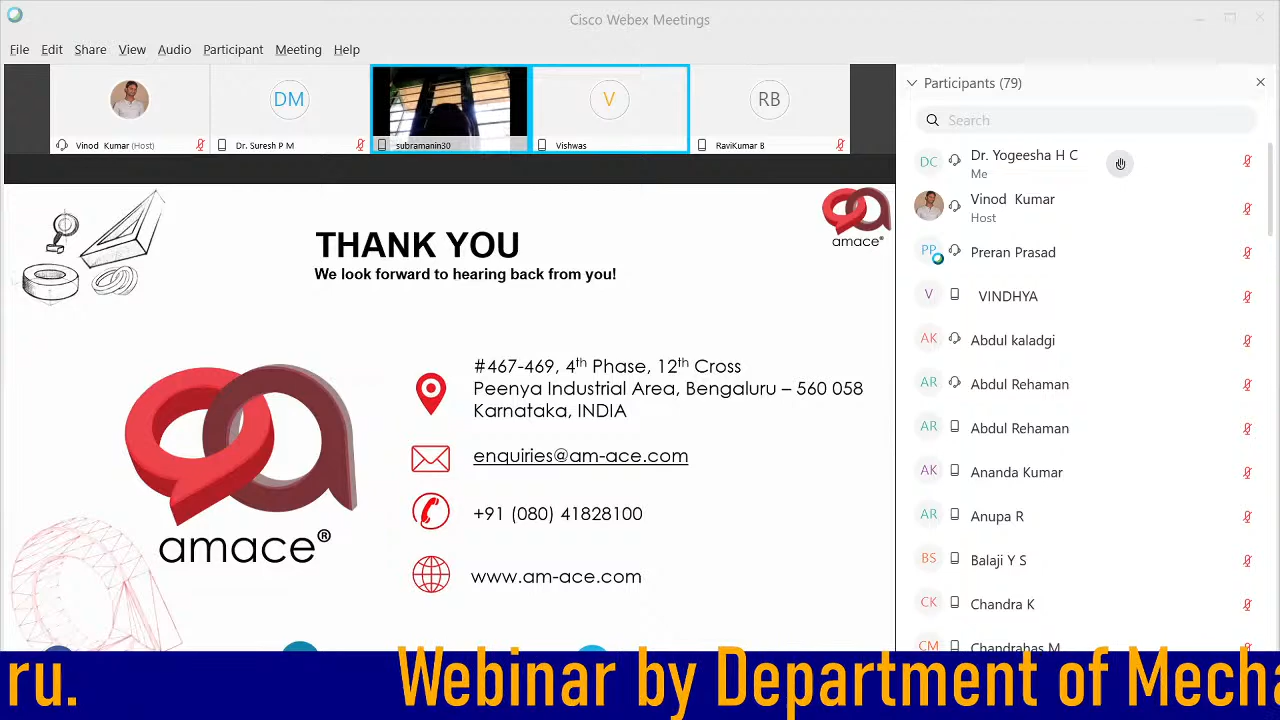 Cisco Webex Meetings
File Edit Share View Audio Participant Meeting Help
Vinod Kumar (Host)
DM
Dr. Suresh P M
subramanin30
V
Vishwas
RB
RaviKumar B
THANK YOU
We look forward to hearing back from you!
amace®
amace®
#467-469, 4th Phase, 12th Cross
Peenya Industrial Area, Bengaluru – 560 058
Karnataka, INDIA
enquiries@am-ace.com
+91 (080) 41828100
www.am-ace.com
Participants (79)
Search
DC Dr. Yogeesha H C
Me
Vinod Kumar
Host
PP Preran Prasad
V VINDHYA
AK Abdul kaladgi
AR Abdul Rehaman
AR Abdul Rehaman
AK Ananda Kumar
AR Anupa R
BS Balaji Y S
CK Chandra K
CM Chandrahas M
ru. Webinar by Department of Mecha